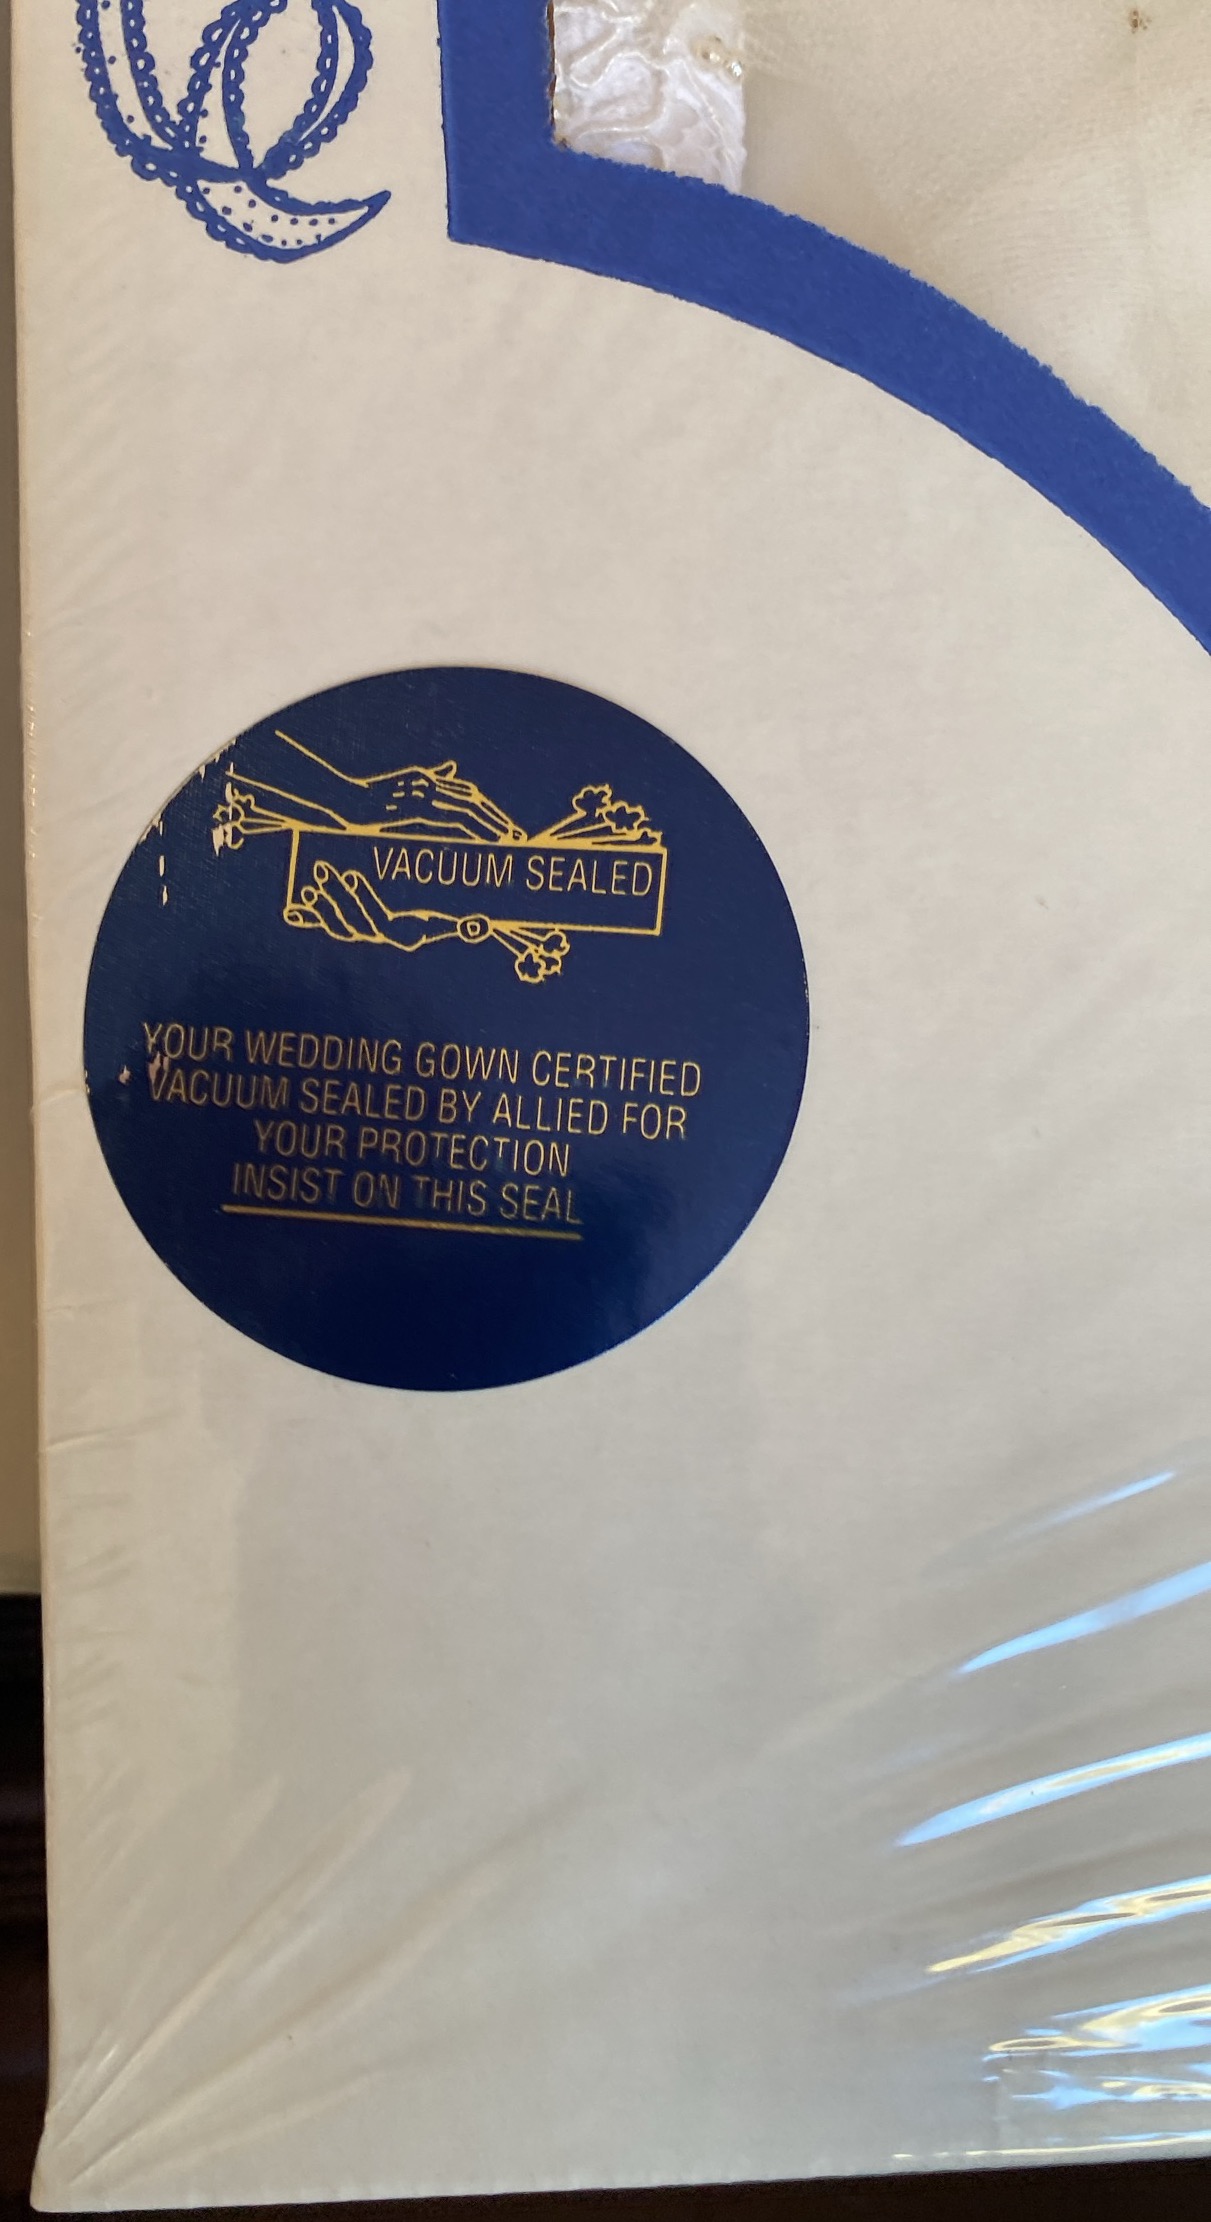 VACUUM SEALED
YOUR WEDDING GOWN CERTIFIED
VACUUM SEALED BY ALLIED FOR
YOUR PROTECTION
INSIST ON THIS SEAL